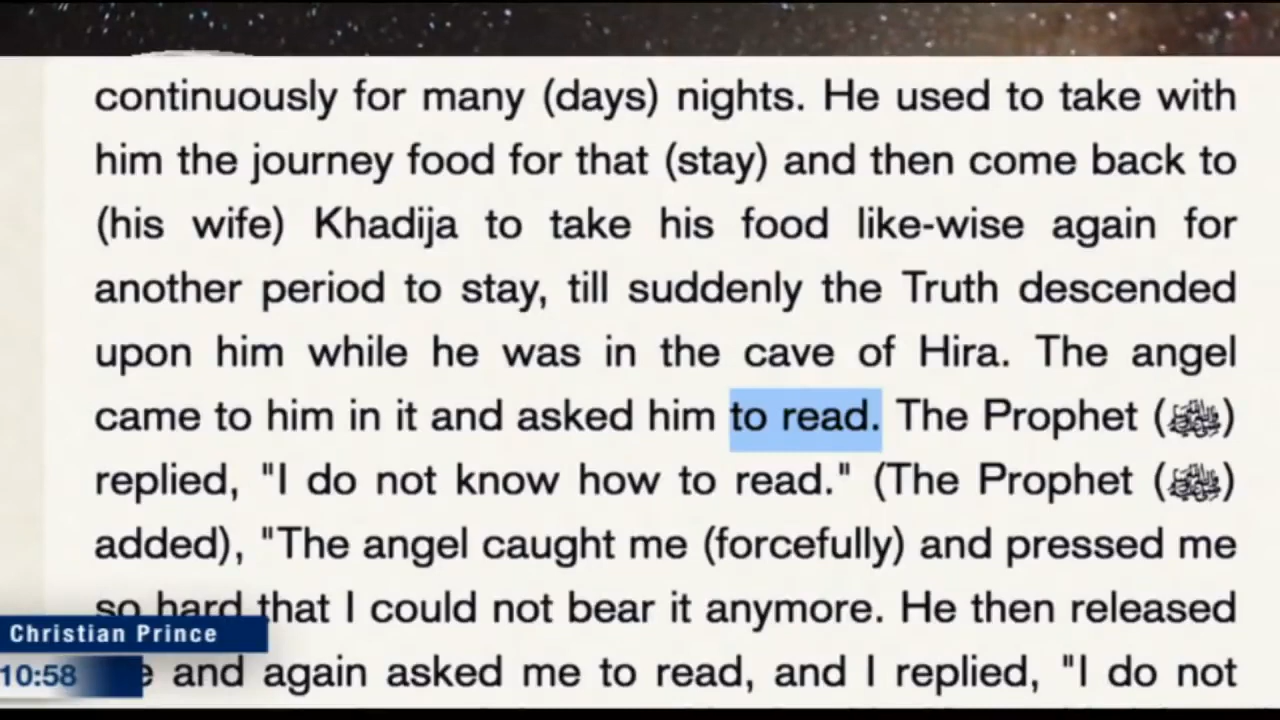 continuously for many (days) nights. He used to take with
him the journey food for that (stay) and then come back to
(his wife) Khadija to take his food like-wise again for
another period to stay, till suddenly the Truth descended
upon him while he was in the cave of Hira. The angel
came to him in it and asked him to read. The Prophet (ﷺ)
replied, "I do not know how to read." (The Prophet (ﷺ)
added), "The angel caught me (forcefully) and pressed me
so hard that I could not bear it anymore. He then released
and again asked me to read, and I replied, "I do not
Christian Prince
10:58